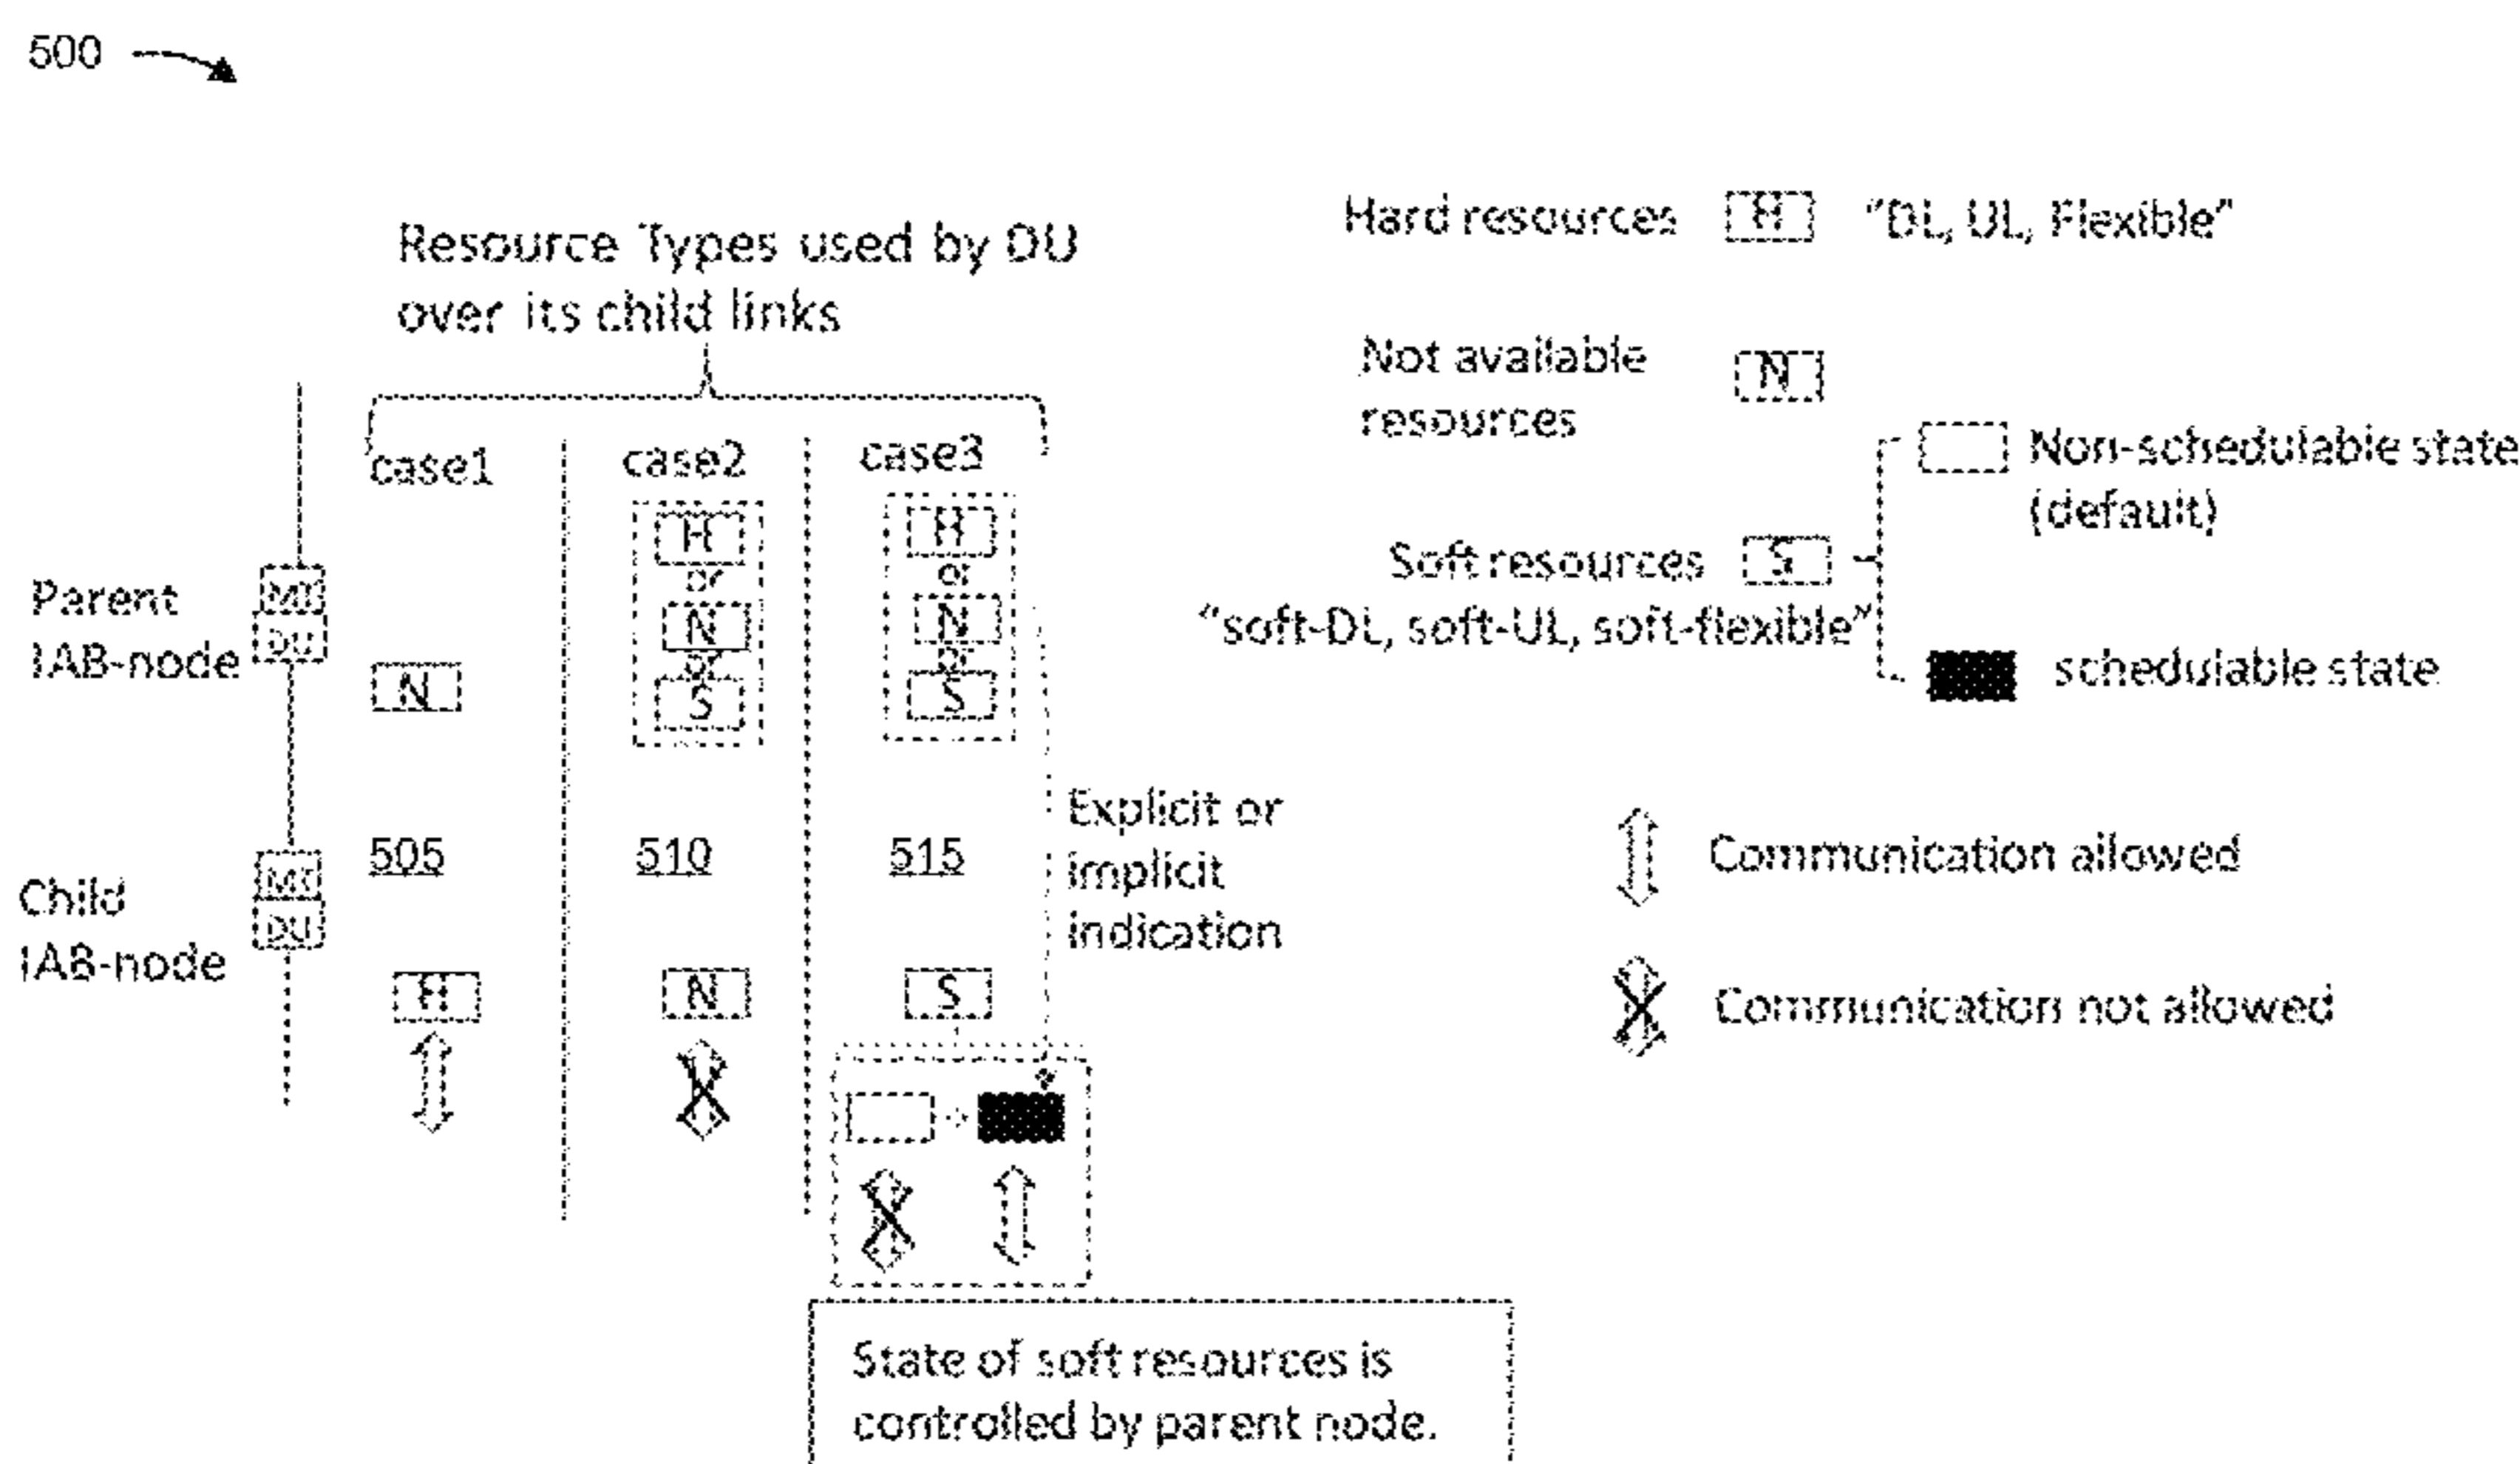 500
Resource Types used by DU
over its child links
case1
case2
case3
H
or
N
or
S
H
or
N
or
S
Parent
IAB-node
MT
DU
N
505
510
515
Explicit or
implicit
indication
Child
IAB-node
MT
DU
H
N
S
State of soft resources is
controlled by parent node.
Hard resources H "DL, UL, Flexible"
Not available
resources
N
Non-schedulable state
(default)
Soft resources S
"soft-DL, soft-UL, soft-flexible"
schedulable state
Communication allowed
Communication not allowed